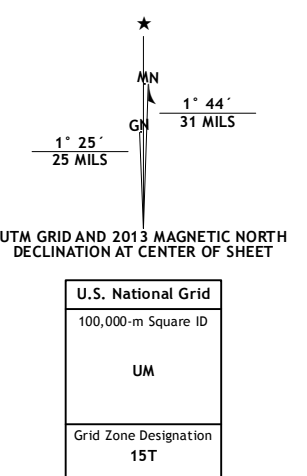 ★
MN
1° 44´
31 MILS
GN
1° 25´
25 MILS
UTM GRID AND 2013 MAGNETIC NORTH
DECLINATION AT CENTER OF SHEET
U.S. National Grid
100,000-m Square ID
UM
Grid Zone Designation
15T